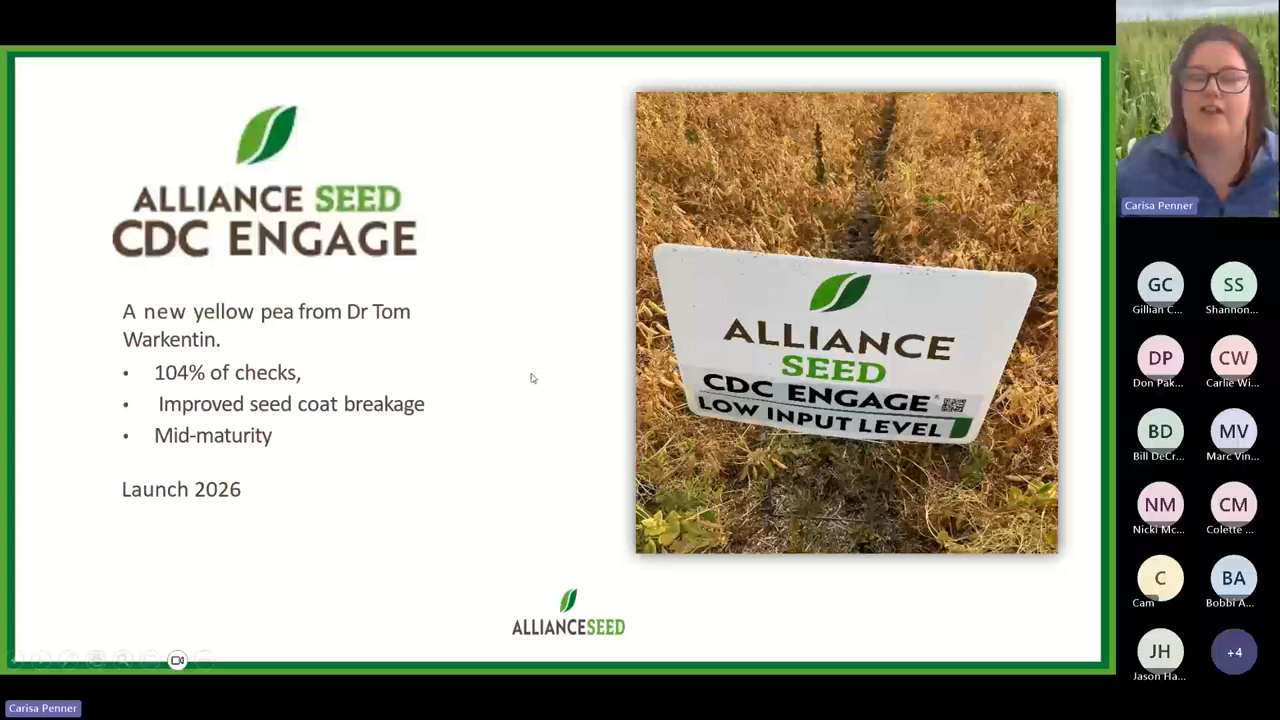 ALLIANCE SEED
CDC ENGAGE
A new yellow pea from Dr Tom
Warkentin.
• 104% of checks,
• Improved seed coat breakage
• Mid-maturity
Launch 2026
ALLIANCE
SEED
CDC ENGAGE
LOW INPUT LEVEL
ALLIANCESEED
Carisa Penner
GC
SS
Gillian C...
Shannon...
DP
CW
Don Pak...
Carlie Wi...
BD
MV
Bill DeCr...
Marc Vin...
NM
CM
Nicki Mc...
Colette ...
C
BA
Cam
Bobbi A...
JH
+4
Jason Ha...
Carisa Penner